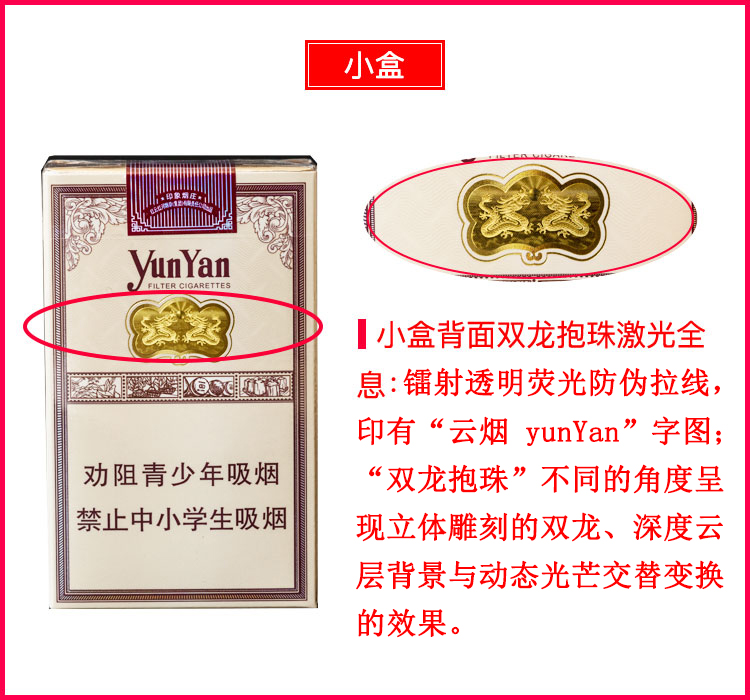 小盒
印象烟庄
YunYan
FILTER CIGARETTES
劝阻青少年吸烟
禁止中小学生吸烟
小盒背面双龙抱珠激光全
息:镭射透明荧光防伪拉线，
印有“云烟 yunYan”字图；
“双龙抱珠”不同的角度呈
现立体雕刻的双龙、深度云
层背景与动态光芒交替变换
的效果。